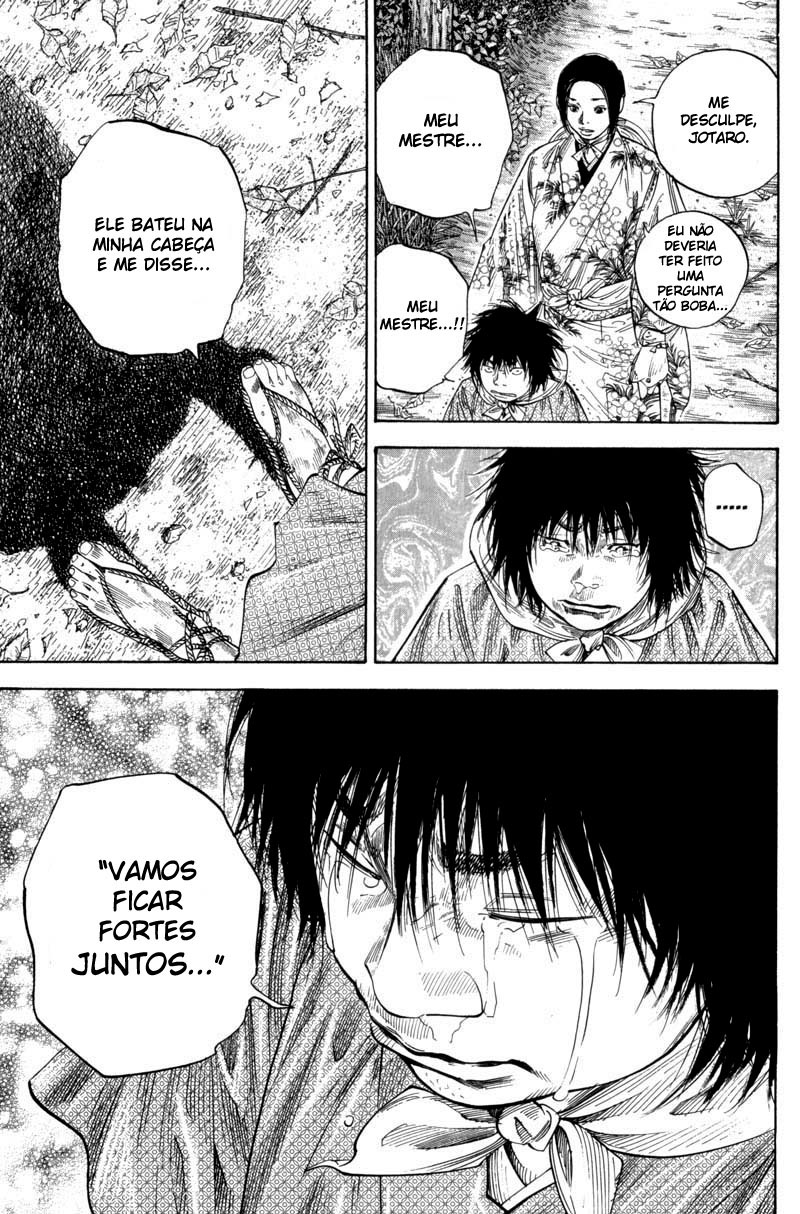 ME
DESCULPE,
JOTARO.
EU NÃO
DEVERIA
TER FEITO
UMA
PERGUNTA
TÃO BOBA...
MEU
MESTRE...
MEU
MESTRE...!!
.....
ELE BATEU NA
MINHA CABEÇA
E ME DISSE...
"VAMOS
FICAR
FORTES
JUNTOS..."